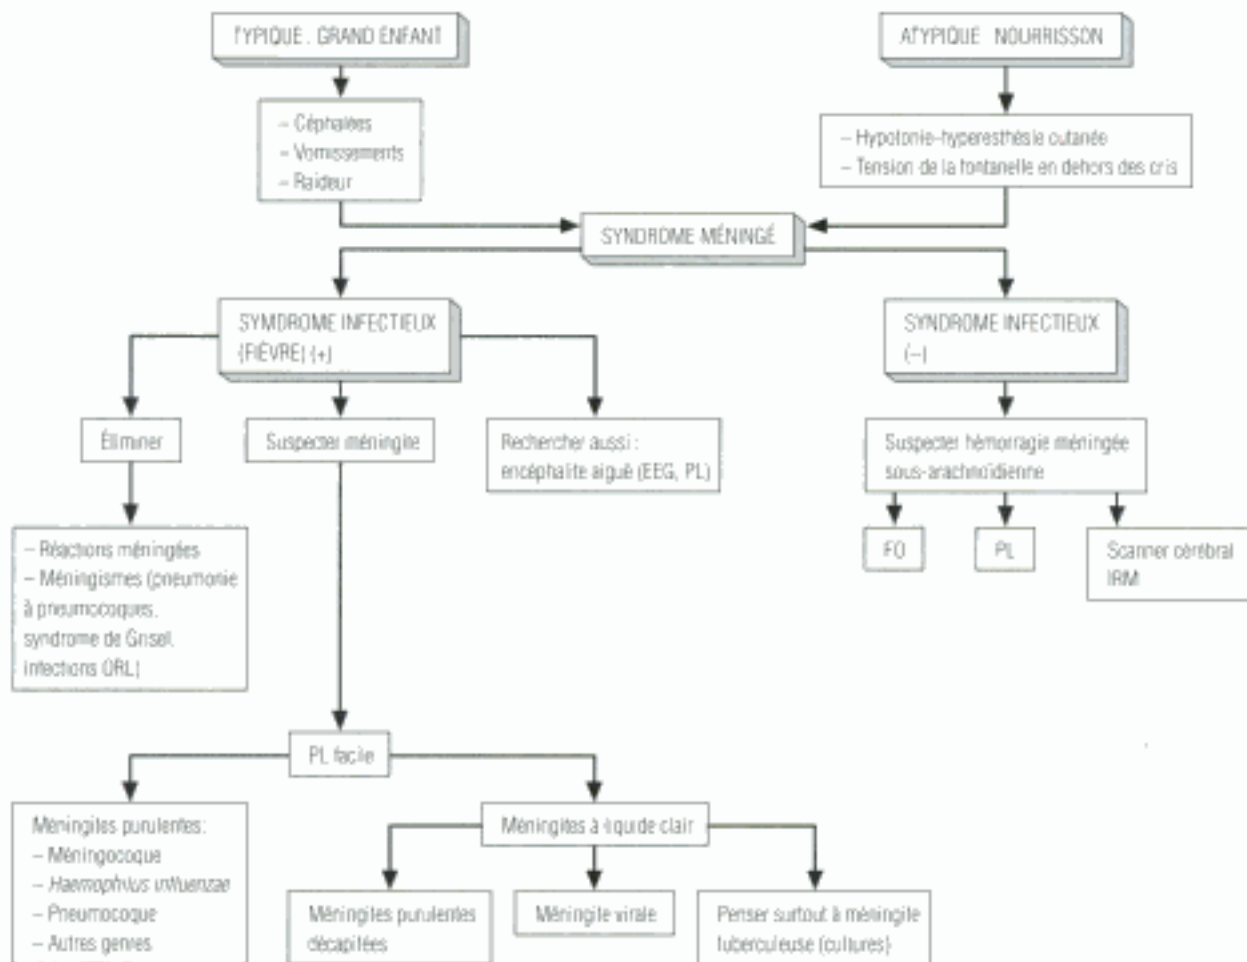 TYPIQUE . GRAND ENFANT
ATYPIQUE NOURRISSON
– Céphalées
– Vomissements
– Raideur
– Hypotonie-hyperesthésie cutanée
– Tension de la fontanelle en dehors des cris
SYNDROME MÉNINGÉ
SYMDROME INFECTIEUX
(FIÈVRE) (+)
SYNDROME INFECTIEUX
(–)
Éliminer
Suspecter méningite
Rechercher aussi :
encéphalite aiguë (EEG, PL)
Suspecter hémorragie méningée
sous-arachnoïdienne
– Réactions méningées
– Méningismes (pneumonie
à pneumocoques,
syndrome de Grisel,
infections ORL)
FO
PL
Scanner cérébral
IRM
PL facile
Méningites purulentes:
– Méningocoque
– Haemophilus influenzae
– Pneumocoque
– Autres genres
Méningites à liquide clair
Méningites purulentes
décapitées
Méningite virale
Penser surtout à méningite
tuberculeuse (cultures)